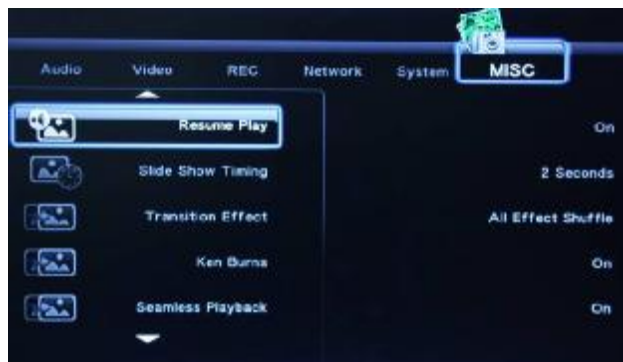 Audio Video REC Network System MISC
Resume Play On
Slide Show Timing 2 Seconds
Transition Effect All Effect Shuffle
Ken Burns On
Seamless Playback On